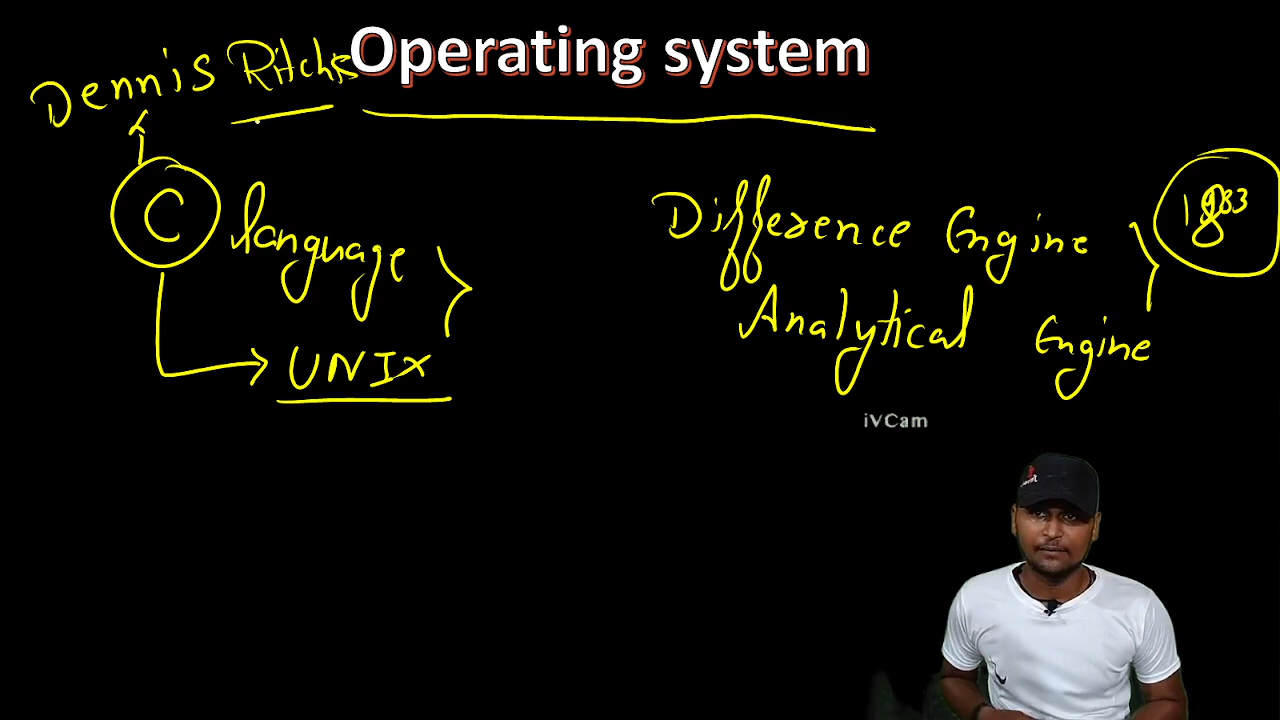 Operating system
Dennis Ritchie
C language
UNIX
Difference Engine
Analytical Engine
iVCam